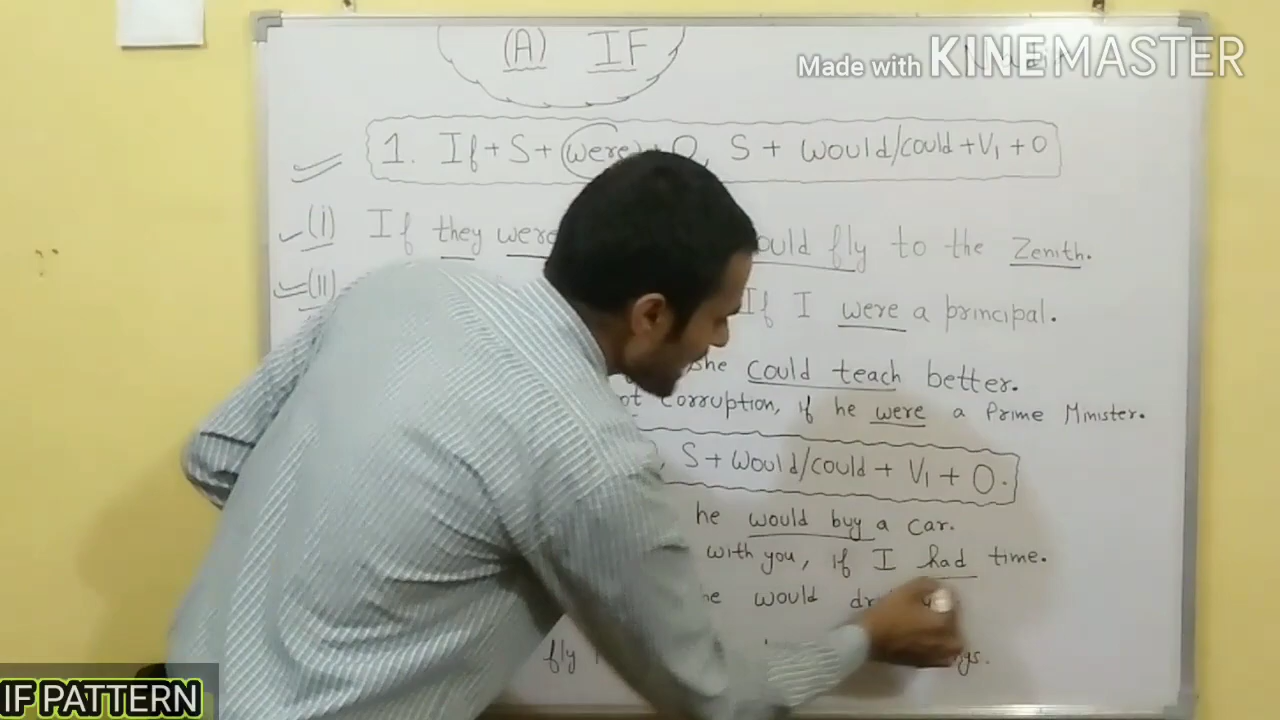 (A) IF
Made with KINEMASTER
1. If + S + were + O, S + would/could + V1 + O
(i) If they were would fly to the Zenith.
(ii) If I were a principal.
she could teach better.
not corruption, if he were a Prime Minister.
, S + would/could + V1 + O.
he would buy a car.
with you, if I had time.
he would
fly
IF PATTERN